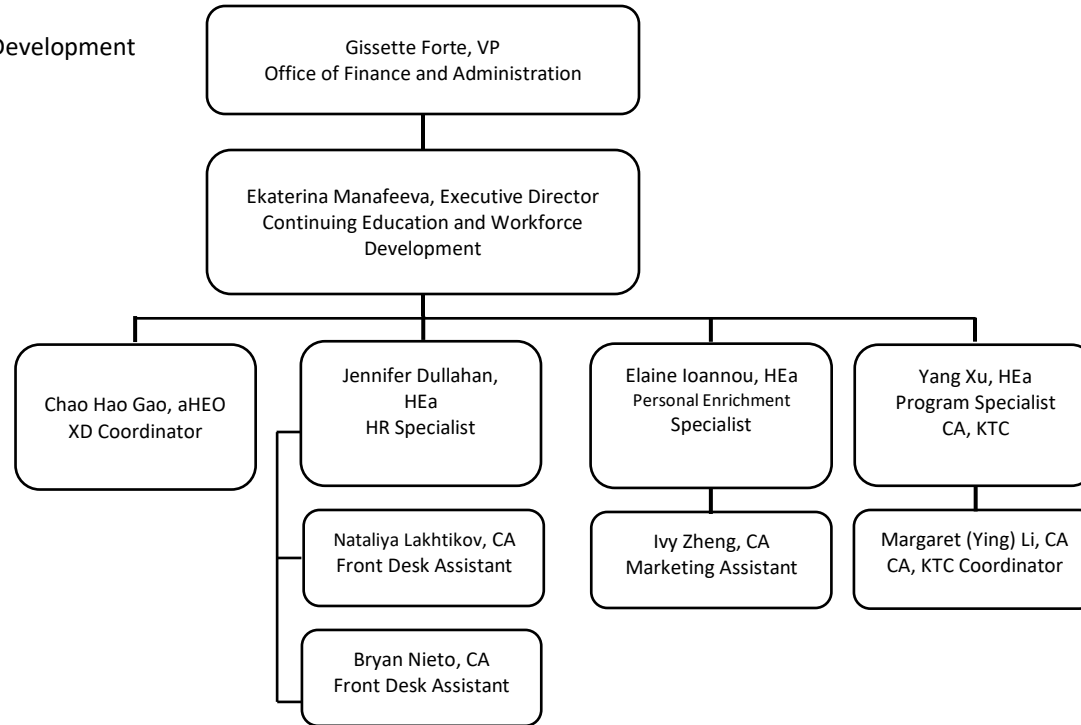 Development
Gissette Forte, VP
Office of Finance and Administration
Ekaterina Manafeeva, Executive Director
Continuing Education and Workforce
Development
Chao Hao Gao, aHEO
XD Coordinator
Jennifer Dullahan,
HEa
HR Specialist
Elaine Ioannou, HEa
Personal Enrichment
Specialist
Yang Xu, HEa
Program Specialist
CA, KTC
Nataliya Lakhtikov, CA
Front Desk Assistant
Ivy Zheng, CA
Marketing Assistant
Margaret (Ying) Li, CA
CA, KTC Coordinator
Bryan Nieto, CA
Front Desk Assistant